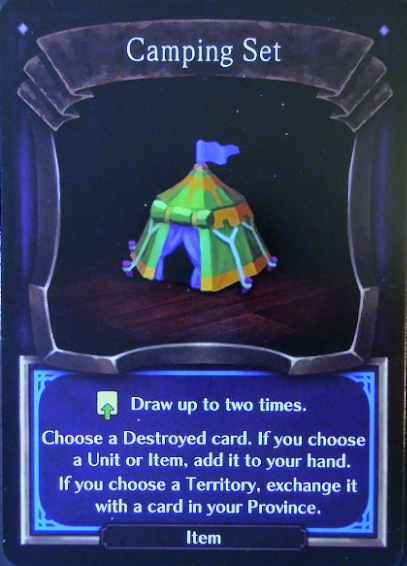 Camping Set
Draw up to two times.
Choose a Destroyed card. If you choose
a Unit or Item, add it to your hand.
If you choose a Territory, exchange it
with a card in your Province.
Item